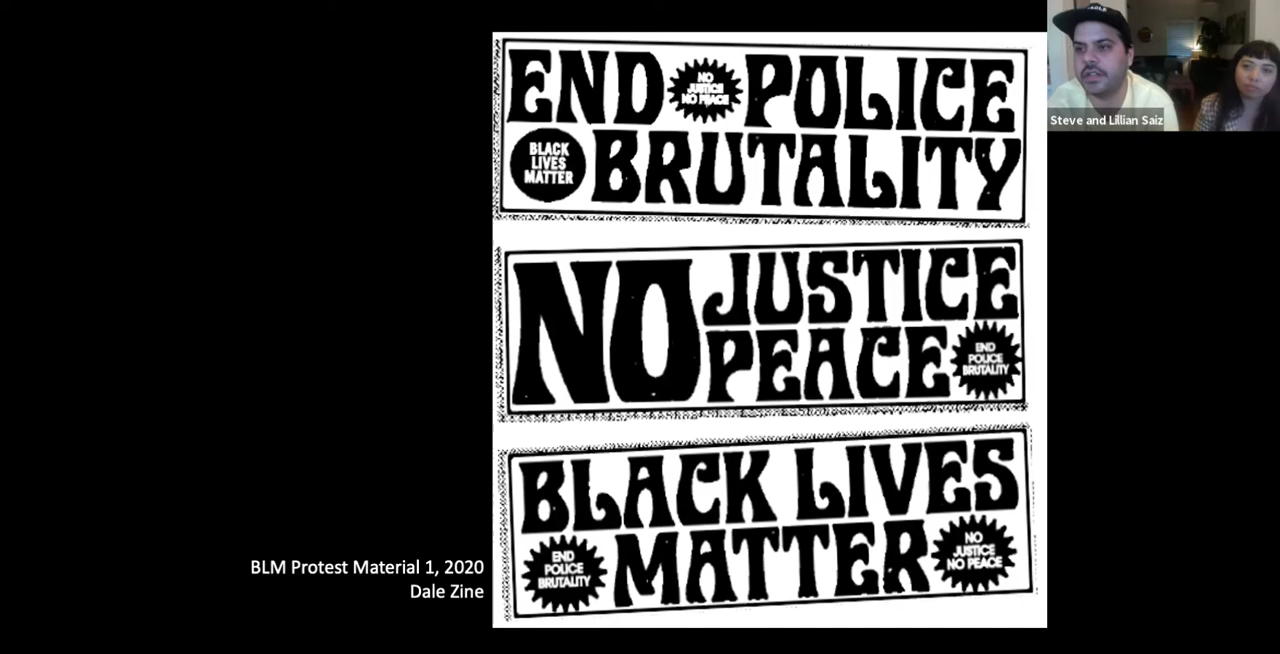 END POLICE
NO
JUSTICE
NO PEACE
BLACK
LIVES
MATTER
BRUTALITY
NO JUSTICE
PEACE
END
POLICE
BRUTALITY
BLACK LIVES
MATTER
END
POLICE
BRUTALITY
NO
JUSTICE
NO PEACE
BLM Protest Material 1, 2020
Dale Zine
Steve and Lillian Saiz